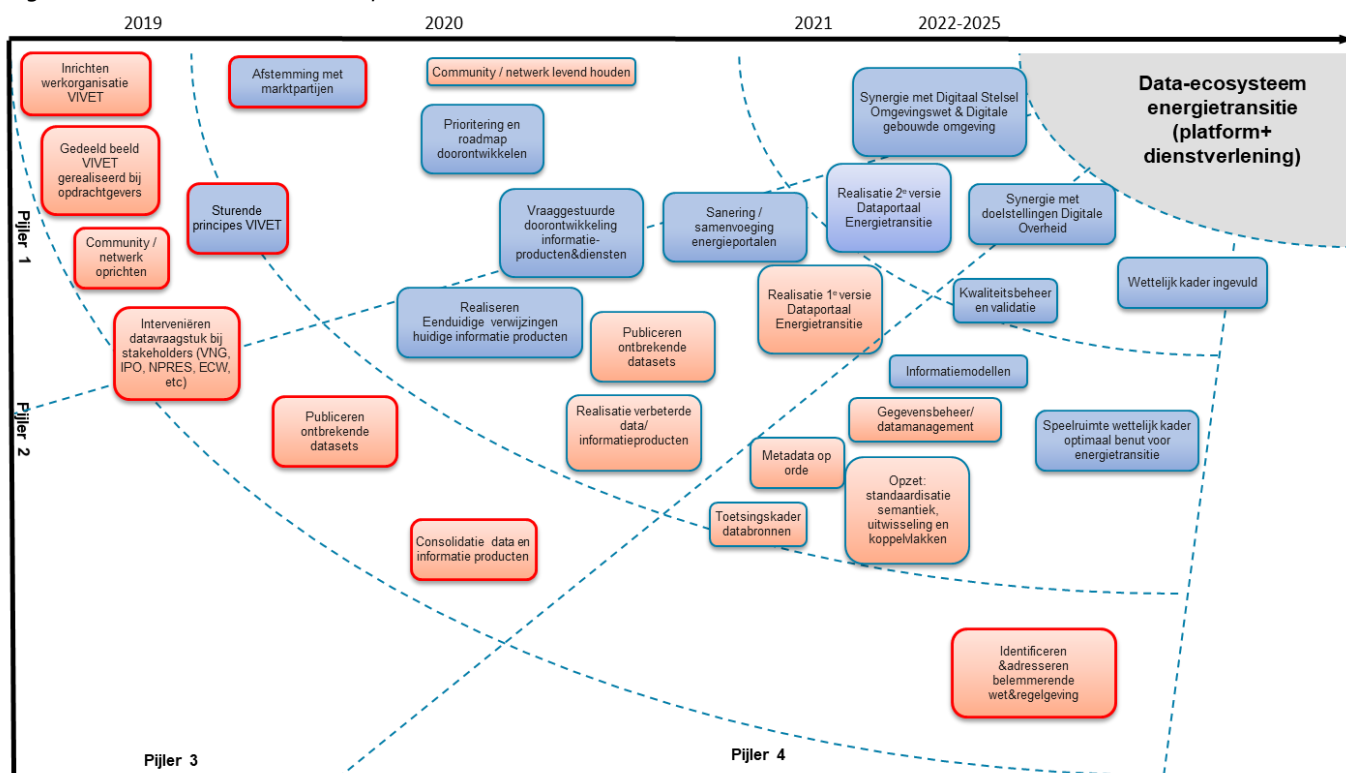 2019
2020
2021
2022-2025
Inrichten
werkorganisatie
VIVET
Afstemming met
marktpartijen
Community / netwerk levend houden
Synergie met Digitaal Stelsel
Omgevingswet & Digitale
gebouwde omgeving
Data-ecosysteem
energietransitie
(platform+
dienstverlening)
Prioritering en
roadmap
doorontwikkelen
Gedeeld beeld
VIVET
gerealiseerd bij
opdrachtgevers
Pijler 1
Sturende
principes VIVET
Vraaggestuurde
doorontwikkeling
informatie-
producten&diensten
Sanering /
samenvoeging
energieportalen
Realisatie 2e versie
Dataportaal
Energietransitie
Synergie met
doelstellingen Digitale
Overheid
Community /
netwerk
oprichten
Realisatie 1e versie
Dataportaal
Energietransitie
Wettelijk kader ingevuld
Kwaliteitsbeheer
en validatie
Realiseren
Eenduidige verwijzingen
huidige informatie producten
Publiceren
ontbrekende
datasets
Interveniëren
datavraagstuk bij
stakeholders (VNG,
IPO, NPRES, ECW,
etc)
Informatiemodellen
Pijler 2
Publiceren
ontbrekende
datasets
Realisatie verbeterde
data/
informatieproducten
Gegevensbeheer/
datamanagement
Speelruimte wettelijk kader
optimaal benut voor
energietransitie
Metadata op
orde
Opzet:
standaardisatie
semantiek,
uitwisseling en
koppelvlakken
Toetsingskader
databronnen
Consolidatie data en
informatie producten
Identificeren
&adresseren
belemmerende
wet&regelgeving
Pijler 3
Pijler 4